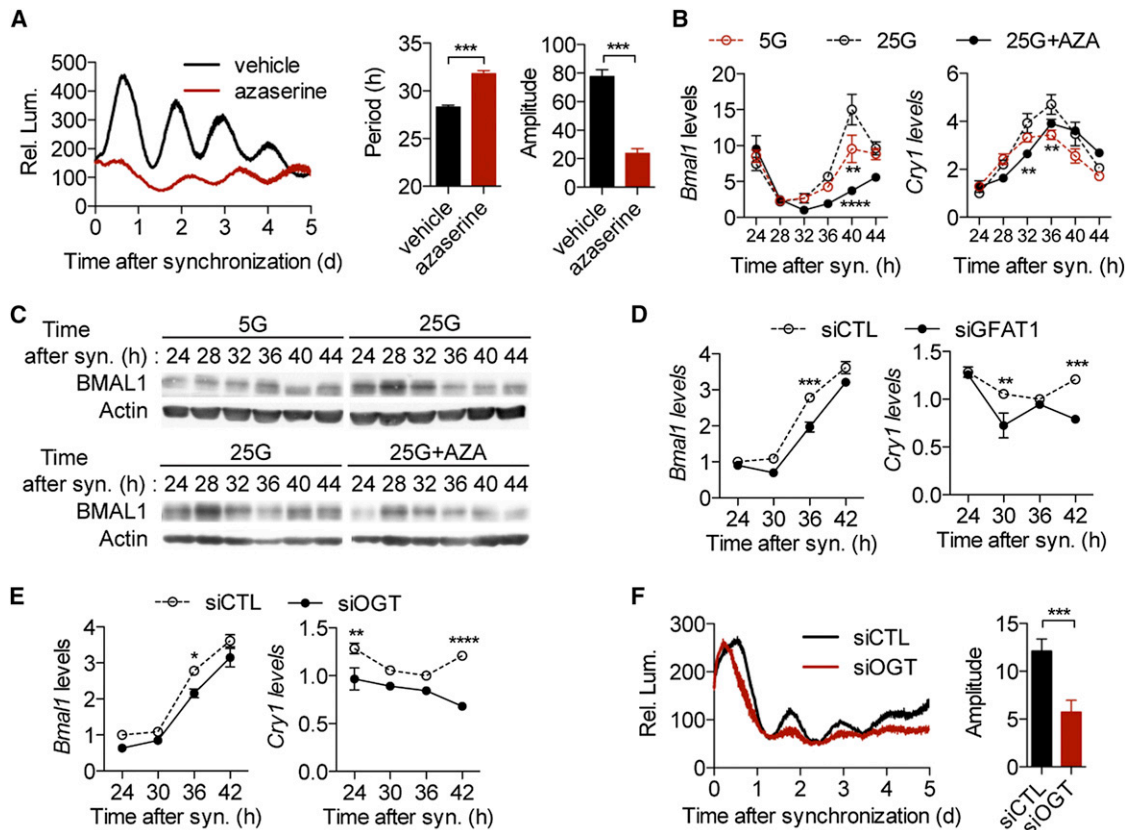 A
Rel. Lum.
500
400
300
200
100
0
vehicle
azaserine
0 1 2 3 4 5
Time after synchronization (d)
Period (h)
35
30
25
20
***
vehicle
azaserine
Amplitude
100
80
60
40
20
0
***
vehicle
azaserine
B
5G 25G 25G+AZA
Bmal1 levels
20
15
10
5
0
**
****
24 28 32 36 40 44
Time after syn. (h)
Cry1 levels
6
4
2
0
**
**
24 28 32 36 40 44
Time after syn. (h)
C
Time 5G 25G
after syn. (h) : 24 28 32 36 40 44 24 28 32 36 40 44
BMAL1
Actin
Time 25G 25G+AZA
after syn. (h) : 24 28 32 36 40 44 24 28 32 36 40 44
BMAL1
Actin
D
siCTL siGFAT1
Bmal1 levels
4
3
2
1
0
***
24 30 36 42
Time after syn. (h)
Cry1 levels
1.5
1.0
0.5
0.0
**
***
24 30 36 42
Time after syn. (h)
E
siCTL siOGT
Bmal1 levels
4
3
2
1
0
*
24 30 36 42
Time after syn. (h)
Cry1 levels
1.5
1.0
0.5
0.0
**
****
24 30 36 42
Time after syn. (h)
F
Rel. Lum.
300
200
100
0
siCTL
siOGT
0 1 2 3 4 5
Time after synchronization (d)
Amplitude
15
10
5
0
***
siCTL
siOGT